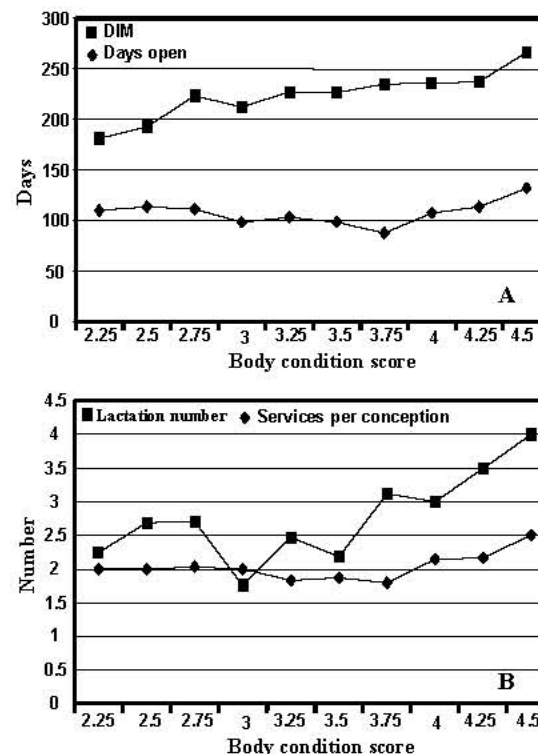 300
DIM
Days open
250
200
150
100
50
0
Days
A
2.25 2.5 2.75 3 3.25 3.5 3.75 4 4.25 4.5
Body condition score
4.5
Lactation number Services per conception
4
3.5
3
2.5
2
1.5
1
0.5
0
Number
B
2.25 2.5 2.75 3 3.25 3.5 3.75 4 4.25 4.5
Body condition score